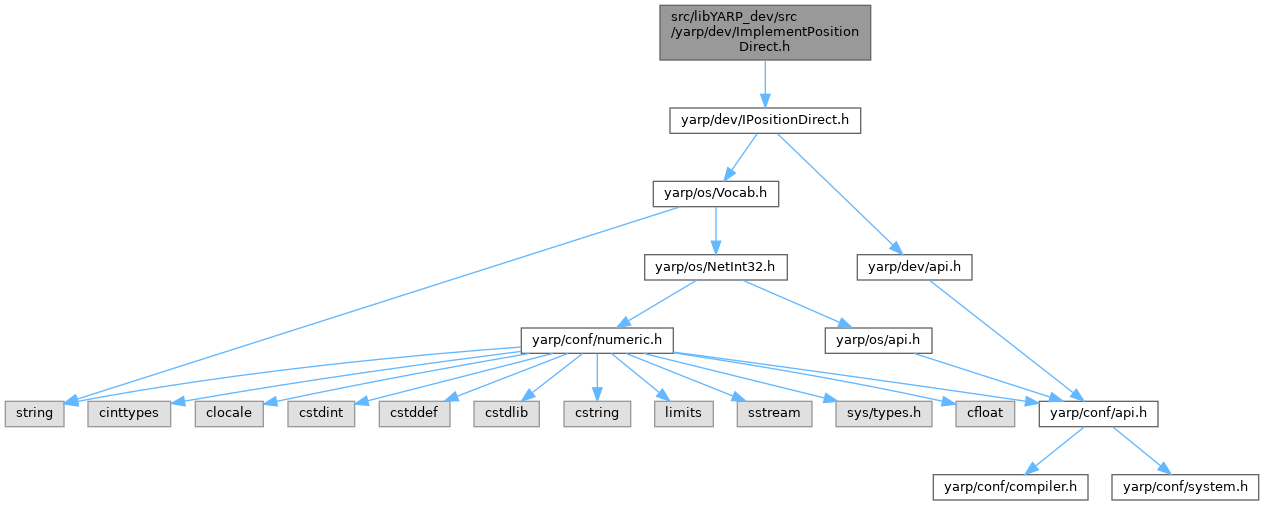 src/libYARP_dev/src
/yarp/dev/ImplementPosition
Direct.h
yarp/dev/IPositionDirect.h
yarp/os/Vocab.h
yarp/os/NetInt32.h
yarp/dev/api.h
yarp/conf/numeric.h
yarp/os/api.h
string
cinttypes
clocale
cstdint
cstddef
cstdlib
cstring
limits
sstream
sys/types.h
cfloat
yarp/conf/api.h
yarp/conf/compiler.h
yarp/conf/system.h